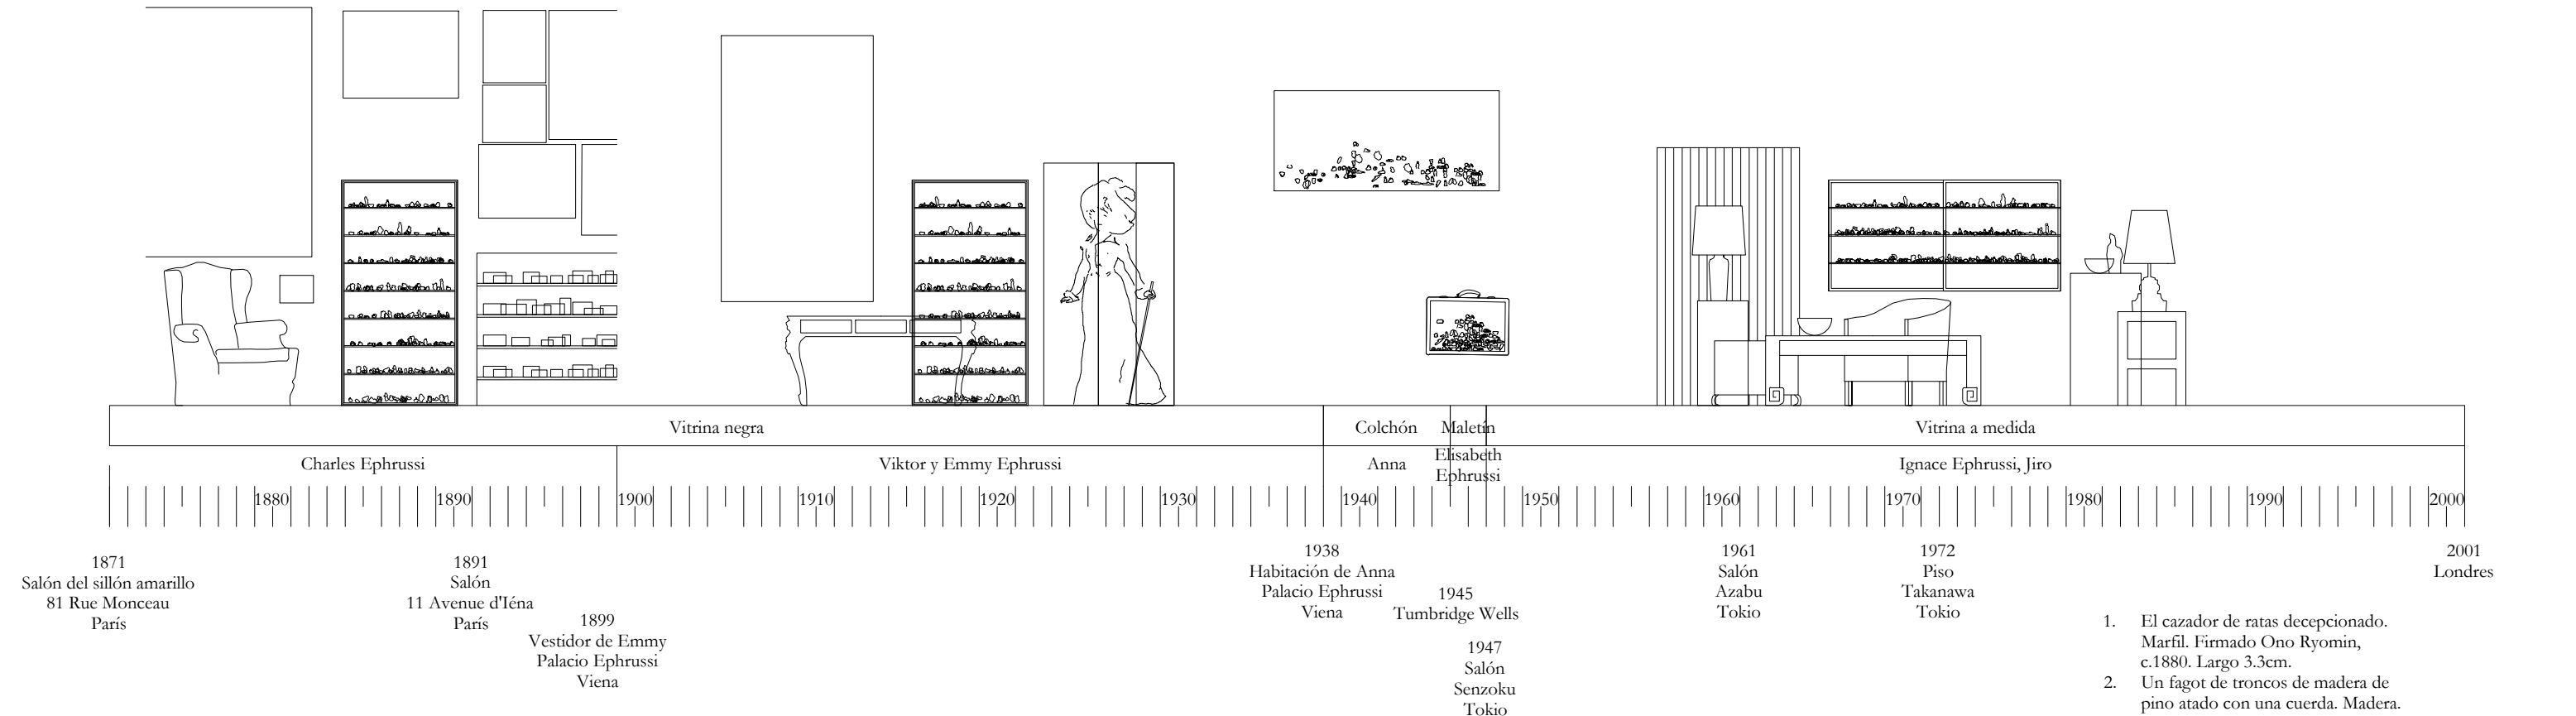 Vitrina negra
Colchón
Maletín
Vitrina a medida
Charles Ephrussi
Viktor y Emmy Ephrussi
Anna
Elisabeth
Ephrussi
Ignace Ephrussi, Jiro
1880
1890
1900
1910
1920
1930
1940
1950
1960
1970
1980
1990
2000
1871
Salón del sillón amarillo
81 Rue Monceau
París
1891
Salón
11 Avenue d'Iéna
París
1899
Vestidor de Emmy
Palacio Ephrussi
Viena
1938
Habitación de Anna
Palacio Ephrussi
Viena
1945
Tumbridge Wells
1947
Salón
Senzoku
Tokio
1961
Salón
Azabu
Tokio
1972
Piso
Takanawa
Tokio
2001
Londres
1. El cazador de ratas decepcionado.
Marfil. Firmado Ono Ryomin,
c.1880. Largo 3.3cm.
2. Un fagot de troncos de madera de
pino atado con una cuerda. Madera.